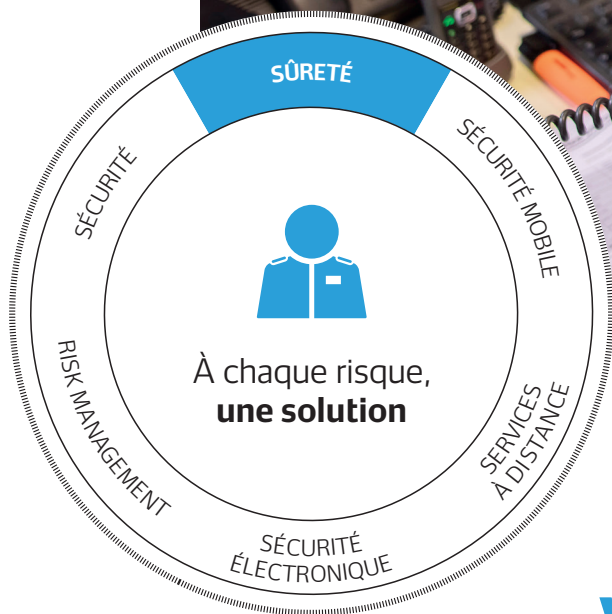 SÛRETÉ
SÉCURITÉ MOBILE
SERVICES
À DISTANCE
SÉCURITÉ
ÉLECTRONIQUE
RISK MANAGEMENT
SÉCURITÉ
À chaque risque,
une solution